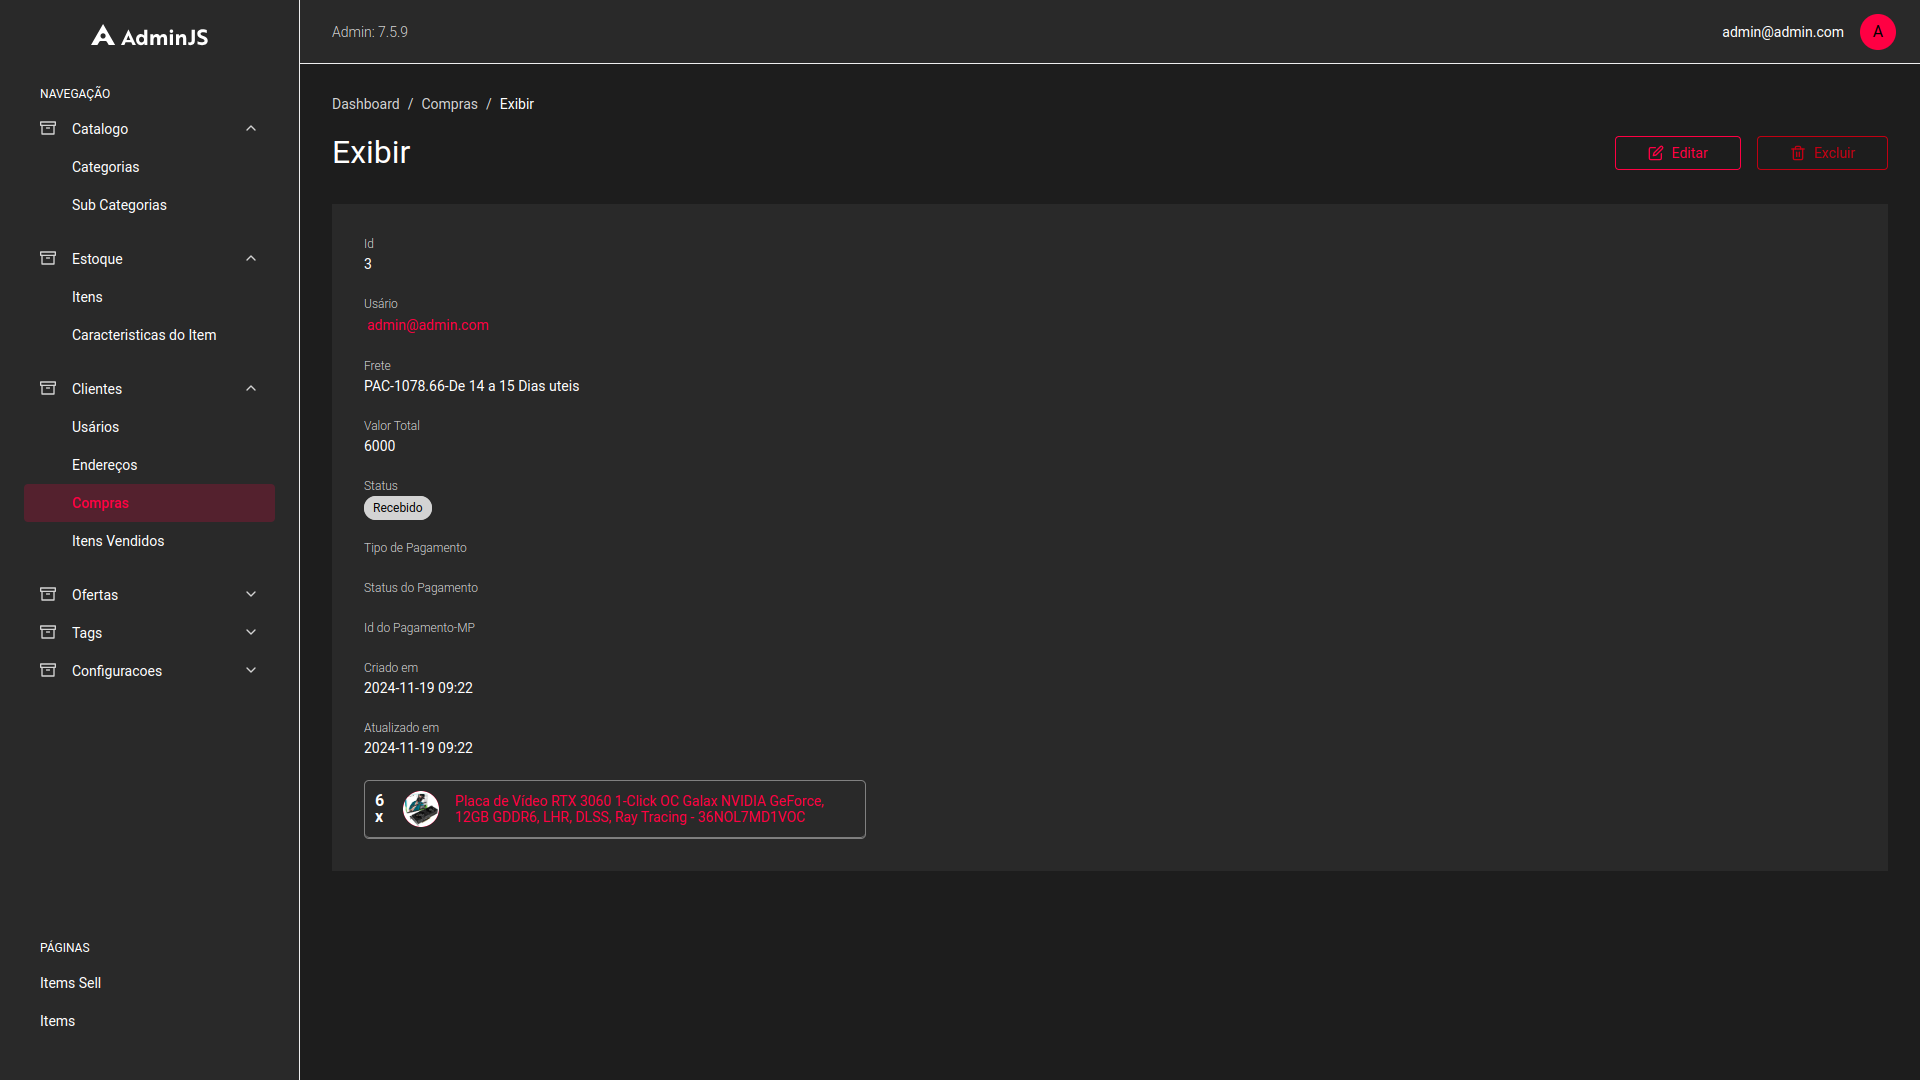 AdminJS
NAVEGAÇÃO
Catalogo
Categorias
Sub Categorias
Estoque
Itens
Caracteristicas do Item
Clientes
Usários
Endereços
Compras
Itens Vendidos
Ofertas
Tags
Configuracoes
PÁGINAS
Items Sell
Items
Admin: 7.5.9
admin@admin.com
A
Dashboard / Compras / Exibir
Exibir
Editar
Excluir
Id
3
Usário
admin@admin.com
Frete
PAC-1078.66-De 14 a 15 Dias uteis
Valor Total
6000
Status
Recebido
Tipo de Pagamento
Status do Pagamento
Id do Pagamento-MP
Criado em
2024-11-19 09:22
Atualizado em
2024-11-19 09:22
6
x
Placa de Vídeo RTX 3060 1-Click OC Galax NVIDIA GeForce,
12GB GDDR6, LHR, DLSS, Ray Tracing - 36NOL7MD1VOC